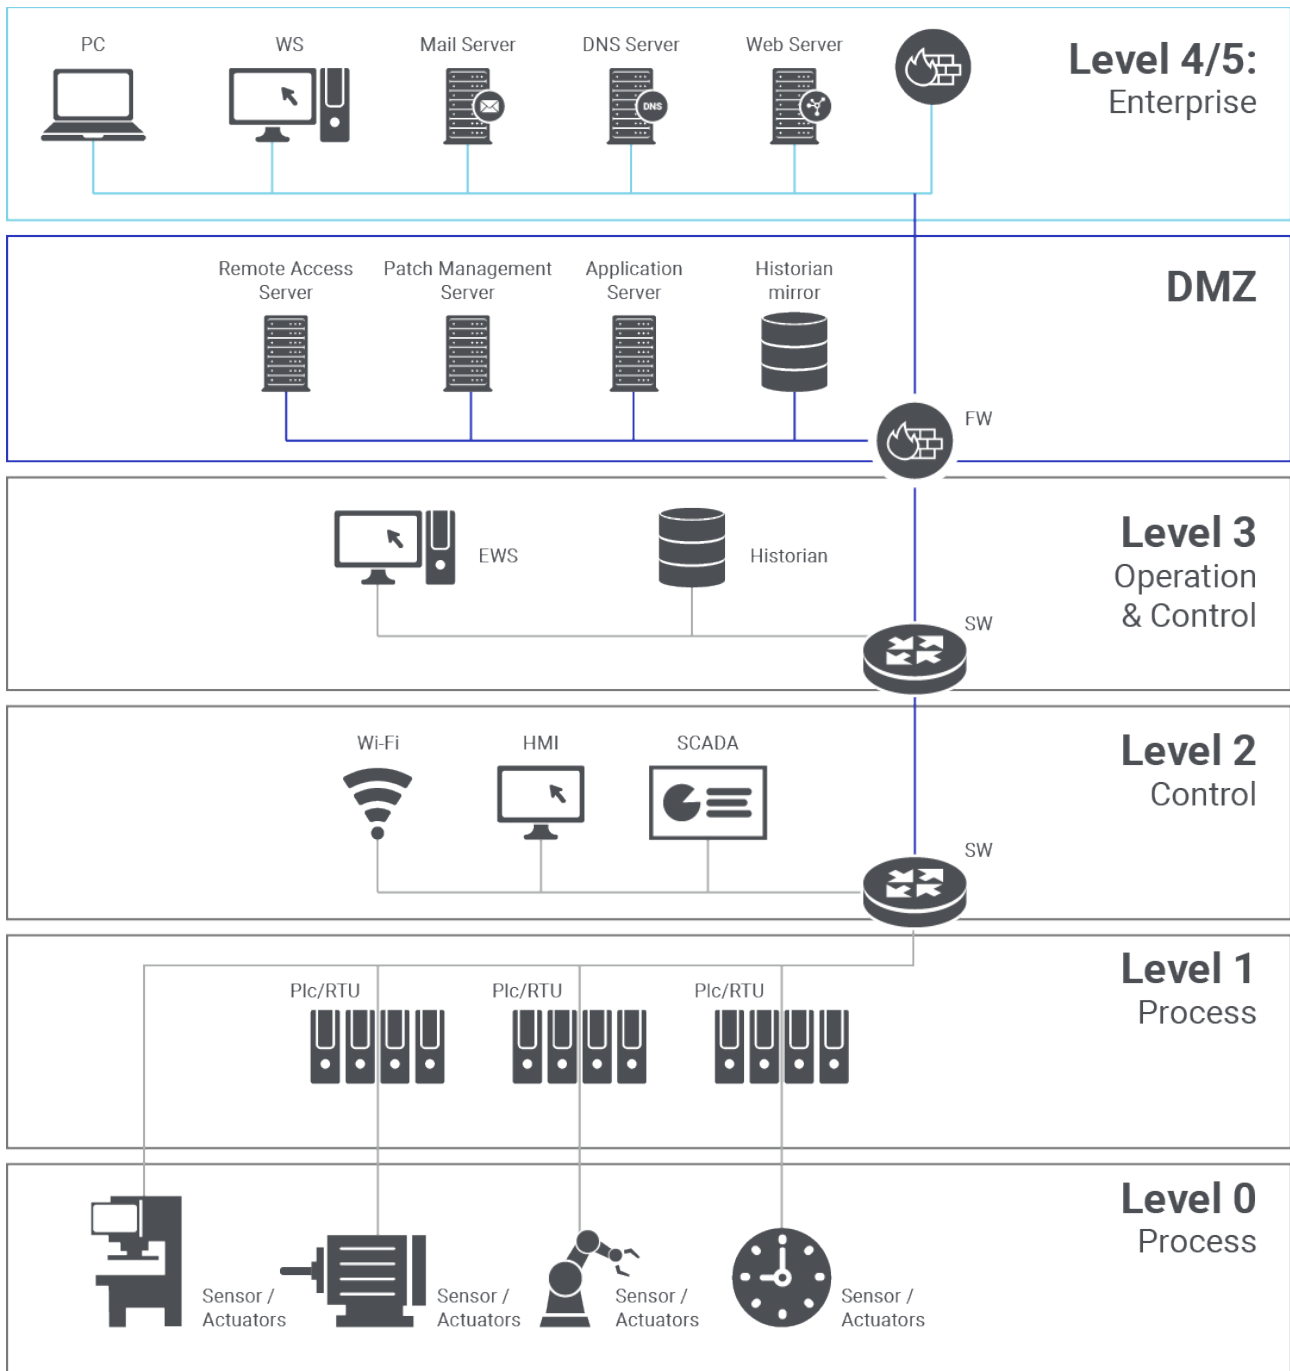 PC
WS
Mail Server
DNS Server
Web Server
DNS
Level 4/5:
Enterprise
Remote Access
Server
Patch Management
Server
Application
Server
Historian
mirror
DMZ
FW
EWS
Historian
Level 3
Operation
& Control
SW
Wi-Fi
HMI
SCADA
Level 2
Control
SW
Plc/RTU
Plc/RTU
Plc/RTU
Level 1
Process
Level 0
Process
Sensor /
Actuators
Sensor /
Actuators
Sensor /
Actuators
Sensor /
Actuators